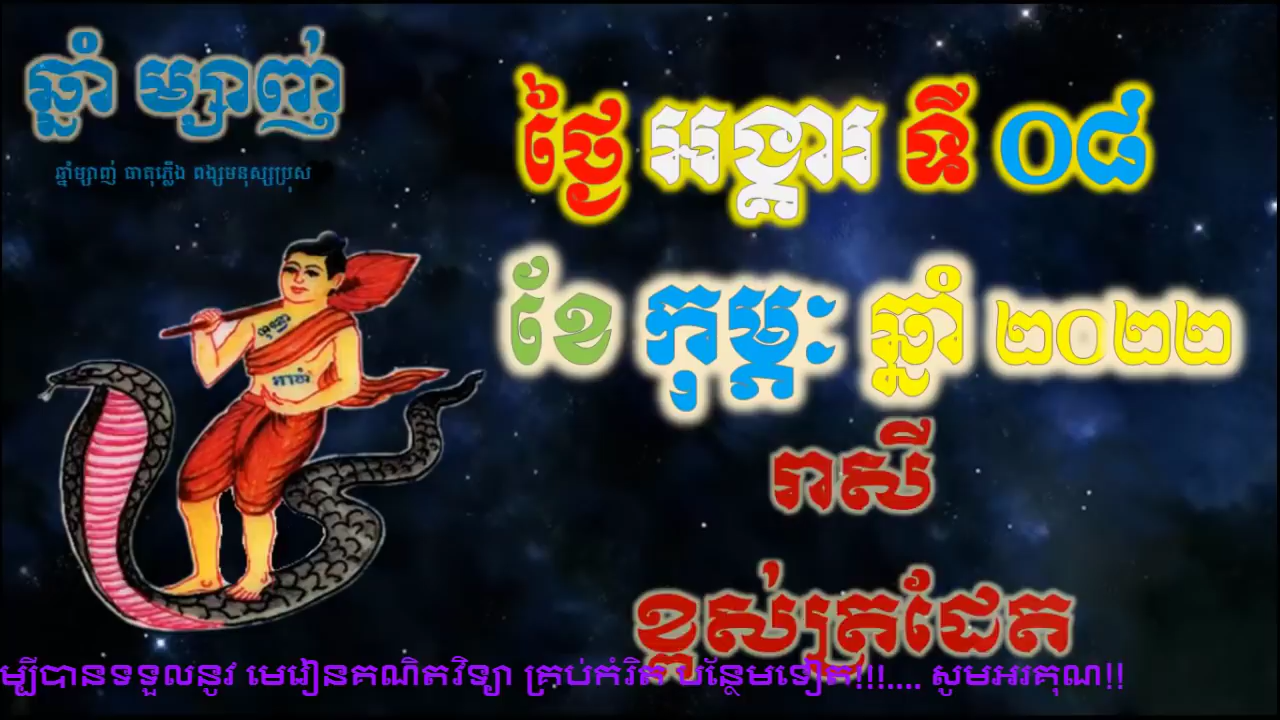 ឆ្នាំ ម្សាញ់
ឆ្នាំម្សាញ់ ធាតុភ្លើង ពង្សមនុស្សប្រុស
ថ្ងៃ អង្គារ ទី ០៨
ខែ កុម្ភៈ ឆ្នាំ ២០២២
រាសី
ខ្ពស់ត្រដែត
ម្បីបានទទួលនូវ មេរៀនគណិតវិទ្យា គ្រប់កំរិត បន្ថែមទៀត!!!.... សូមអរគុណ!!